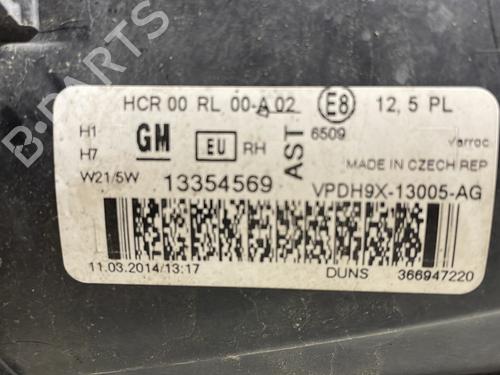 HCR 00 RL 00-A 02 E8 12,5 PL
H1 GM EU RH AST 6509 varroc
H7 MADE IN CZECH REP
W21/5W 13354569 VPDH9X-13005-AG
11.03.2014/13:17 DUNS 366947220
B-PARTS